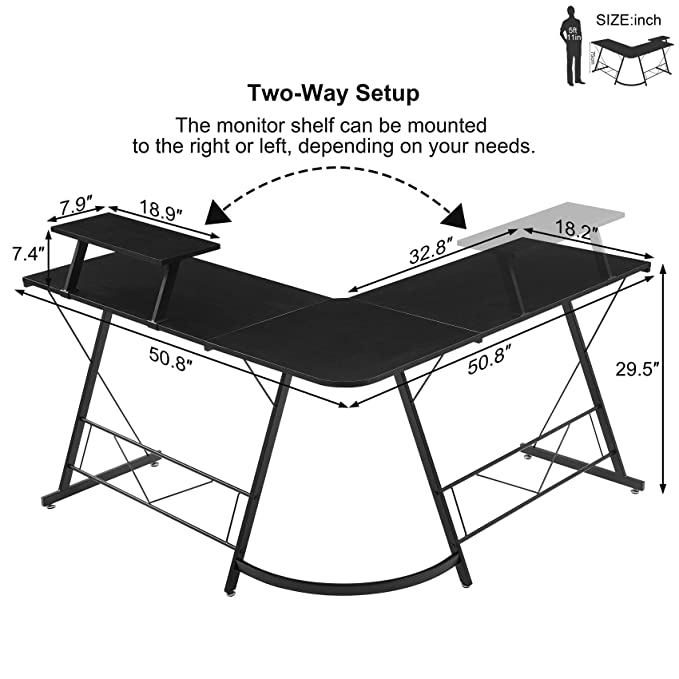 SIZE:inch
5ft
11in
75cm
Two-Way Setup
The monitor shelf can be mounted
to the right or left, depending on your needs.
7.9"
18.9"
7.4"
32.8"
18.2"
50.8"
50.8"
29.5"